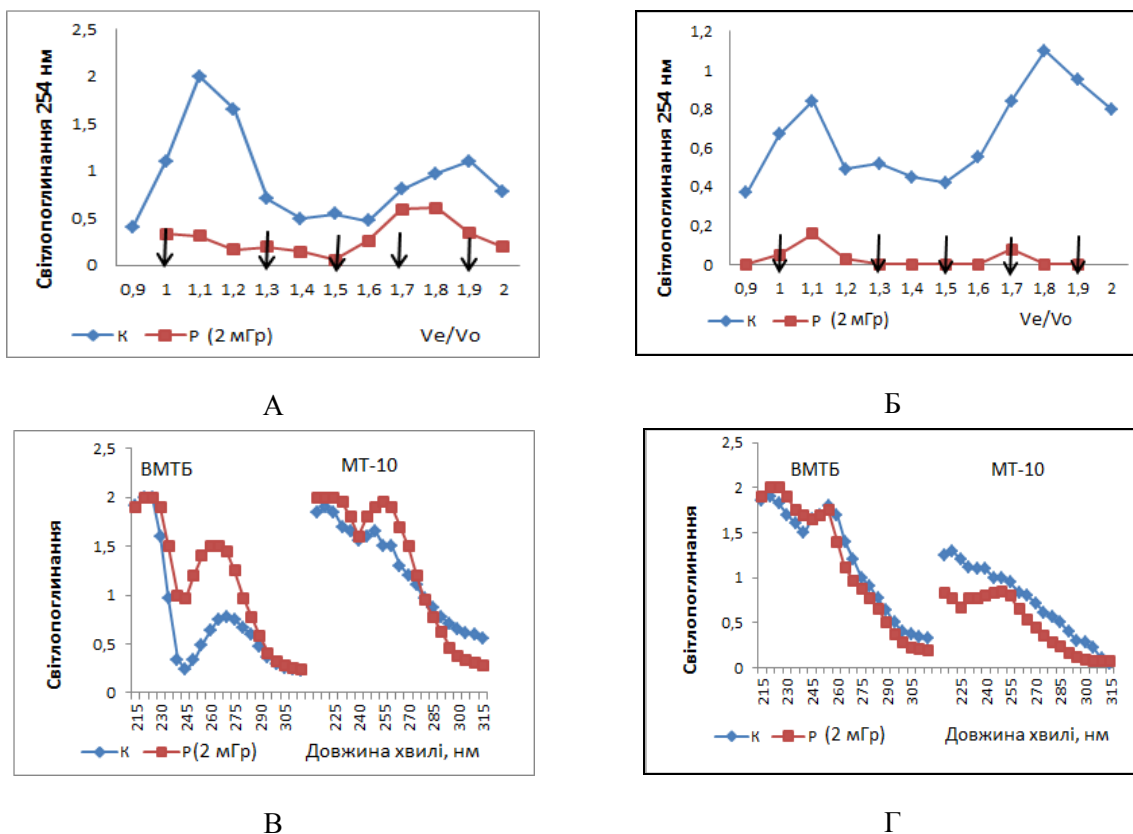 Світлопоглинання 254 нм
2,5
2
1,5
1
0,5
0
0,9 1 1,1 1,2 1,3 1,4 1,5 1,6 1,7 1,8 1,9 2
К Р (2 мГр) Ve/Vo
А
Світлопоглинання 254 нм
1,2
1
0,8
0,6
0,4
0,2
0
0,9 1 1,1 1,2 1,3 1,4 1,5 1,6 1,7 1,8 1,9 2
К Р (2 мГр) Ve/Vo
Б
Світлопоглинання
2,5
2
1,5
1
0,5
0
ВМТБ МТ-10
215 230 245 260 275 290 305 225 240 255 270 285 300 315
К Р(2 мГр) Довжина хвилі, нм
В
Світлопоглинання
2,5
2
1,5
1
0,5
0
ВМТБ МТ-10
215 230 245 260 275 290 305 225 240 255 270 285 300 315
К Р (2 мГр) Довжина хвилі, нм
Г